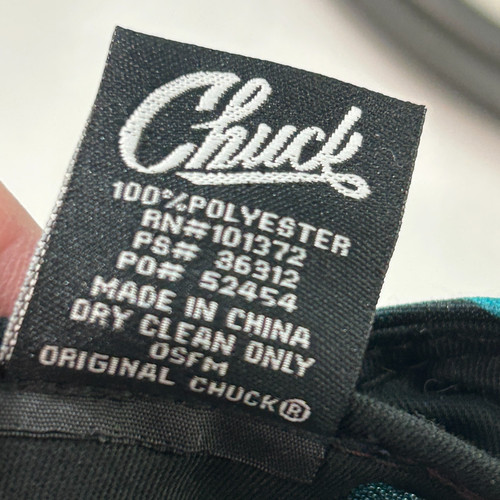 Chuck
100%POLYESTER
RN#101372
PS# 36312
PO# 52454
MADE IN CHINA
DRY CLEAN ONLY
OSFM
ORIGINAL CHUCK®